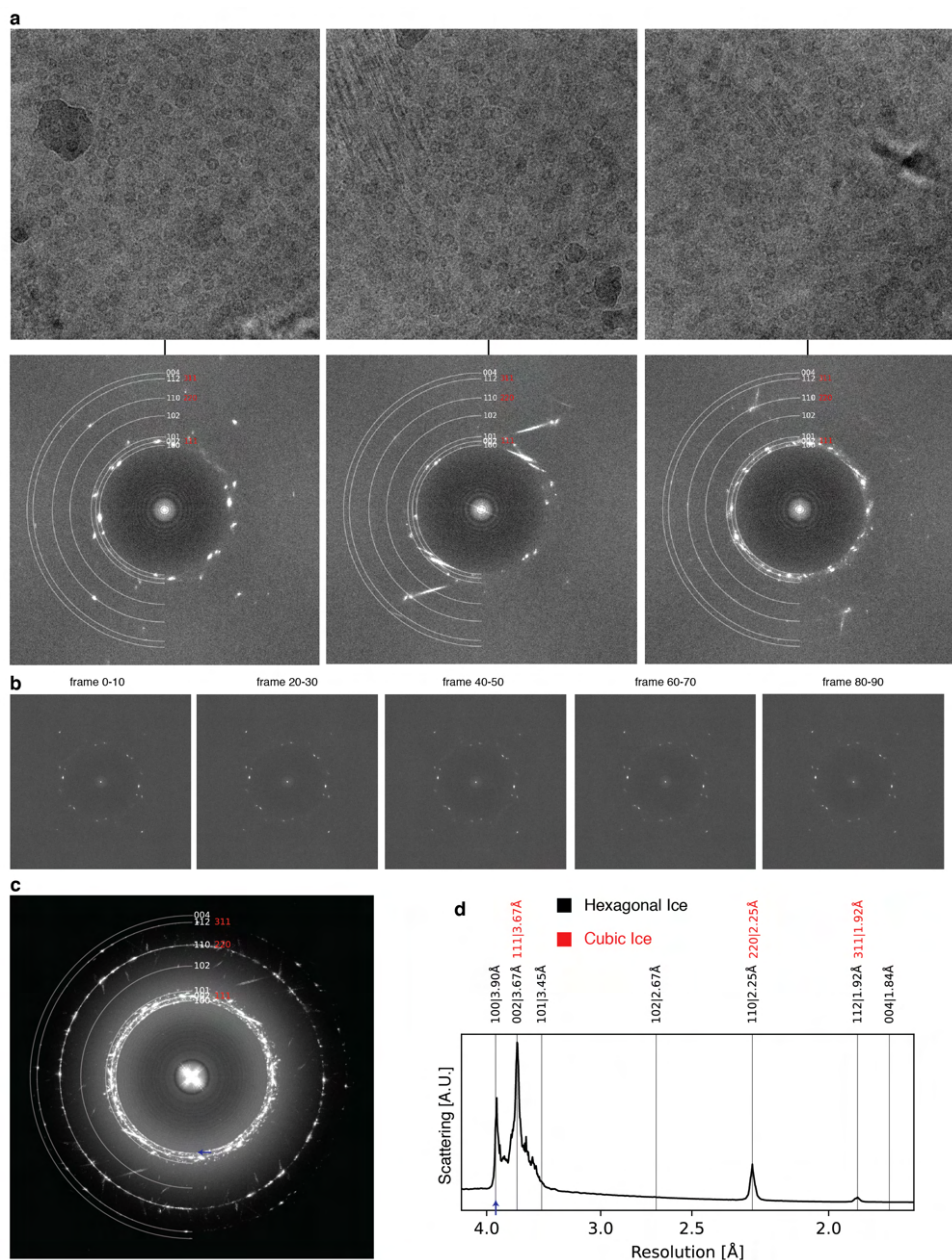 a
004
112
110
102
101
100
004
112
110
102
101
100
004
112
110
102
101
100
b
frame 0-10
frame 20-30
frame 40-50
frame 60-70
frame 80-90
c
004
112 311
110 220
102
101
100
d
Hexagonal Ice
Cubic Ice
111|3.67Å
220|2.25Å
311|1.92Å
100|3.90Å
002|3.67Å
101|3.45Å
102|2.67Å
110|2.25Å
112|1.92Å
004|1.84Å
Scattering [A.U.]
4.0 3.0 2.5 2.0
Resolution [Å]